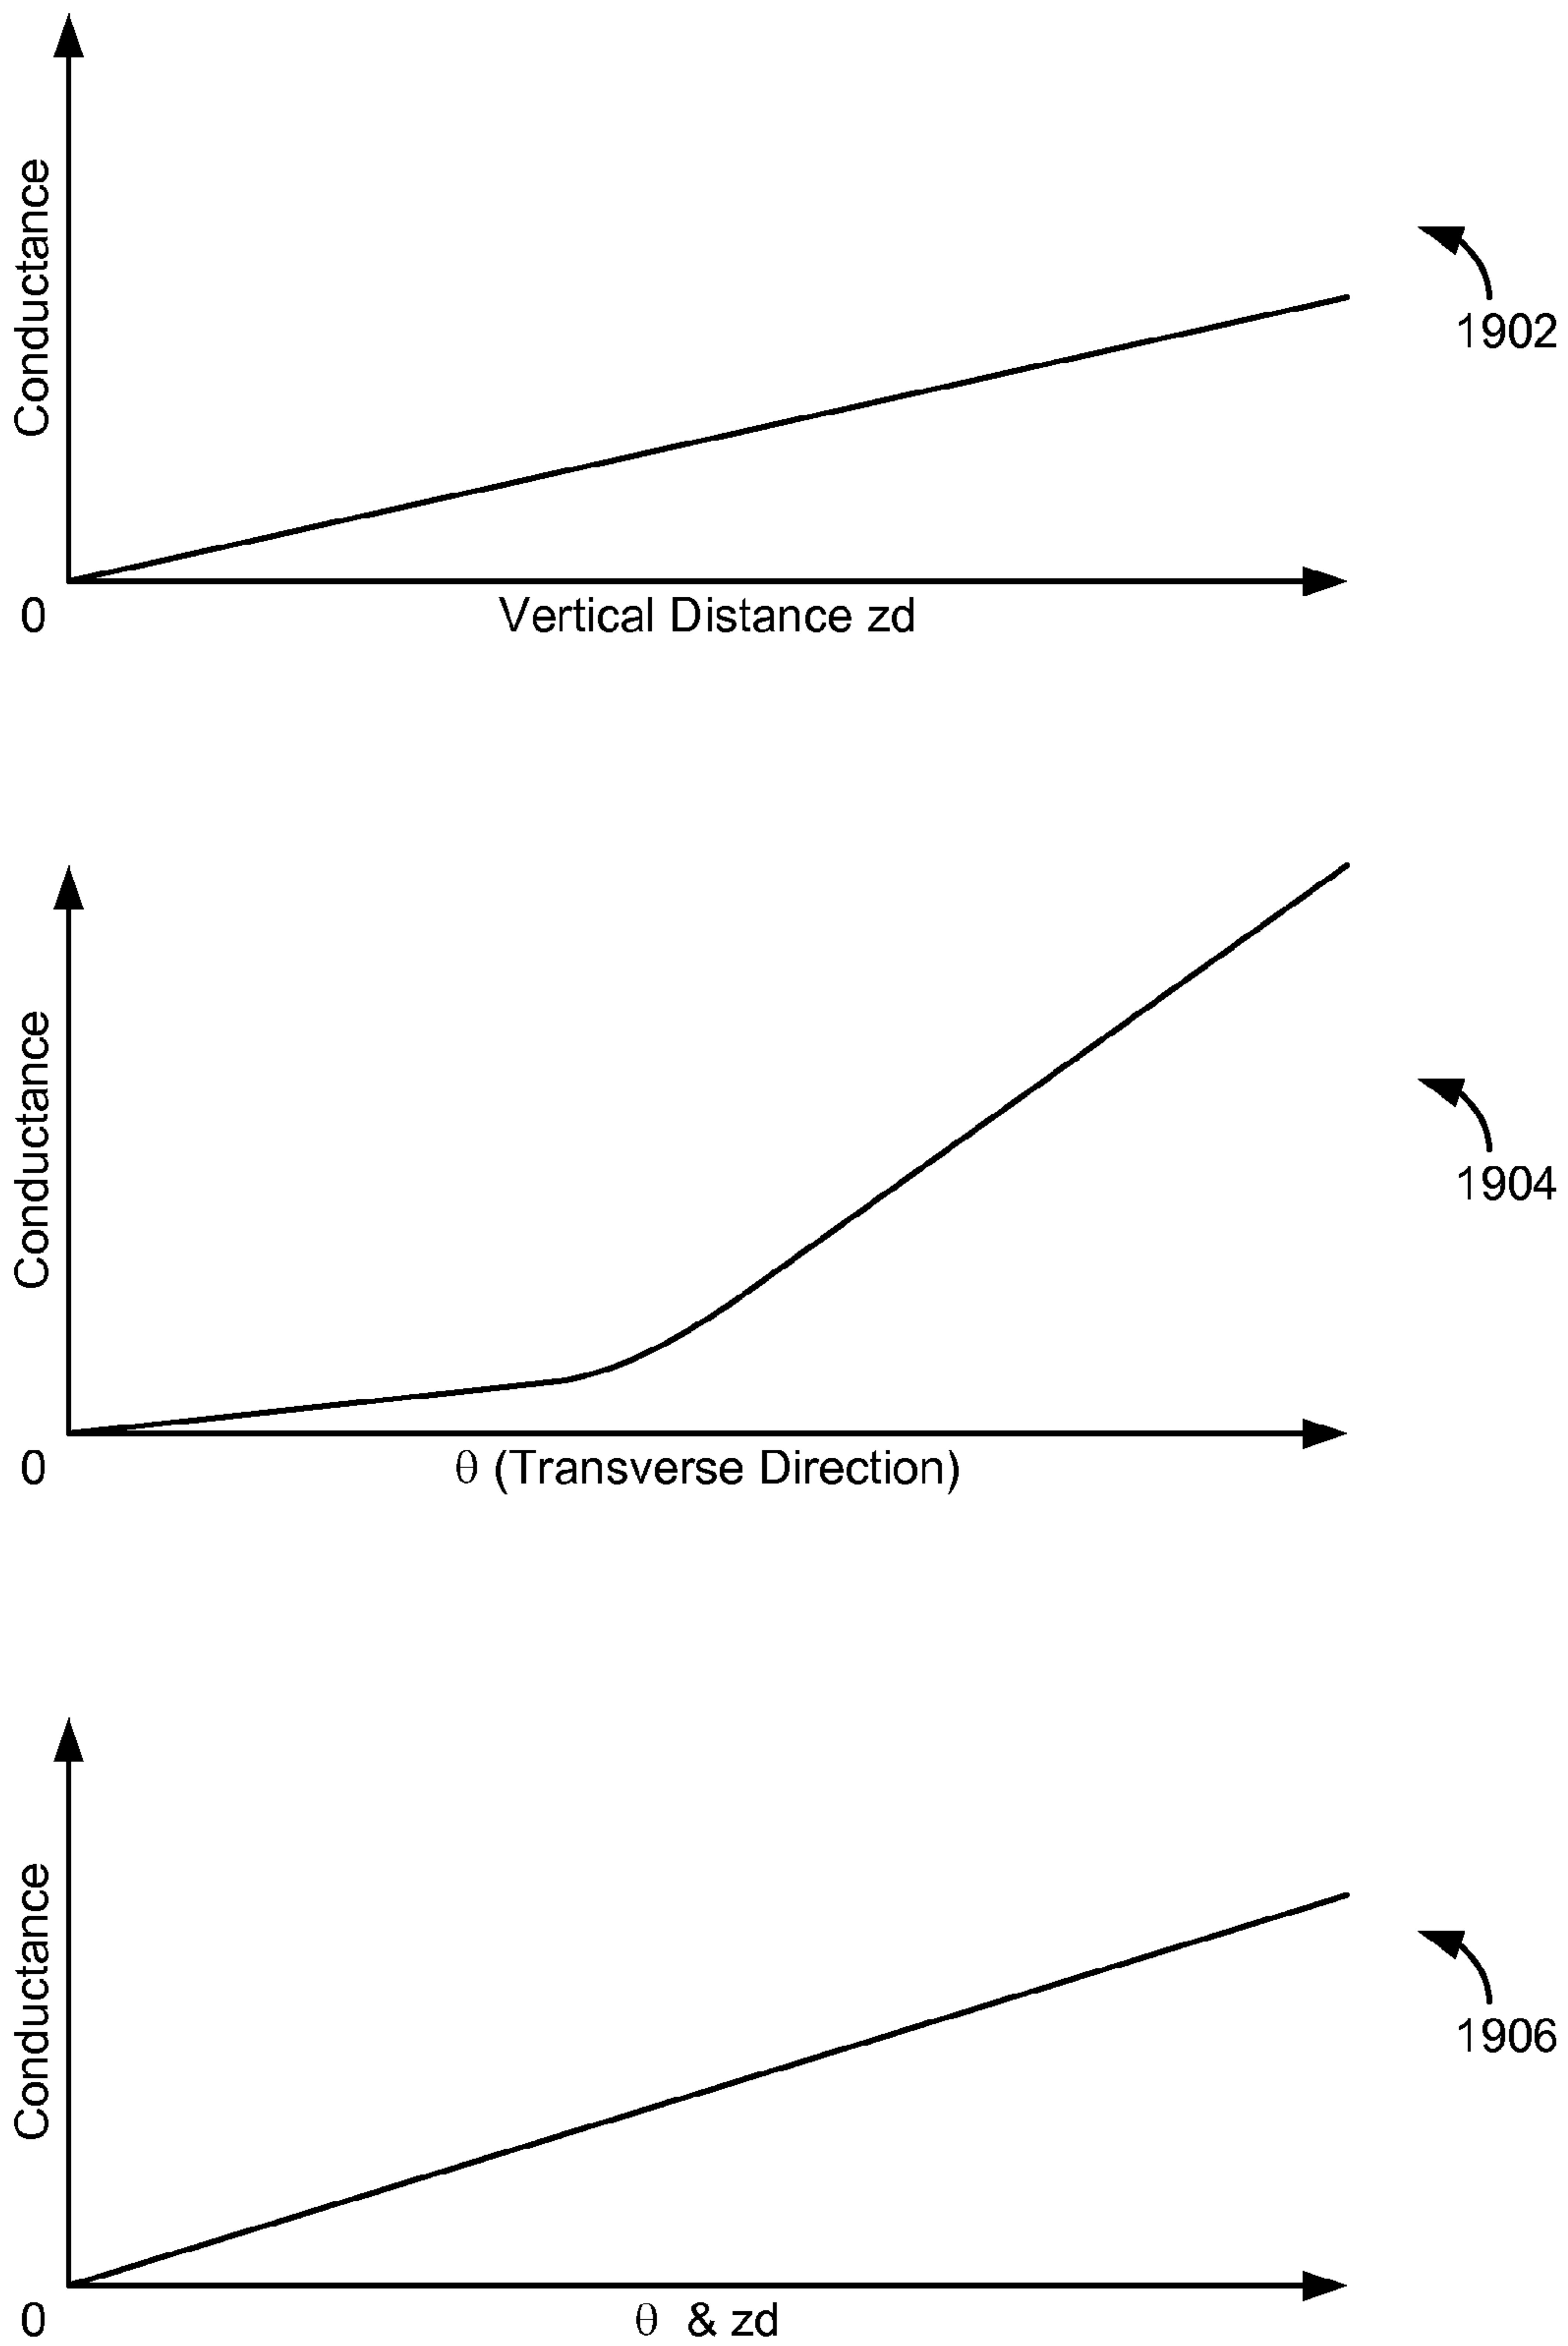 Conductance
1902
0
Vertical Distance zd
Conductance
1904
0
θ (Transverse Direction)
Conductance
1906
0
θ & zd